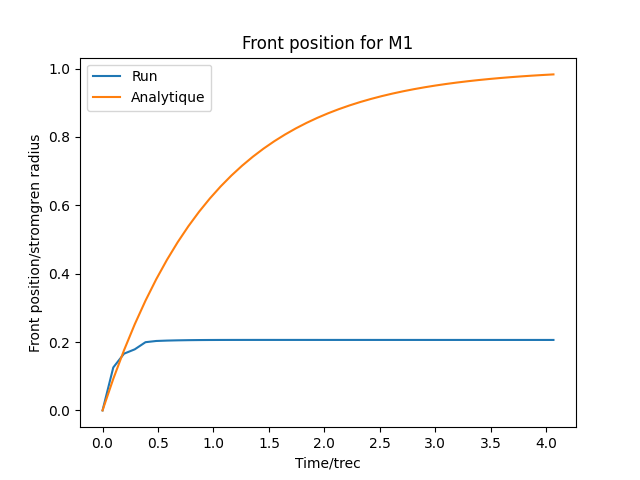 Front position for M1
Run
Analytique
Front position/stromgren radius
1.0
0.8
0.6
0.4
0.2
0.0
0.0 0.5 1.0 1.5 2.0 2.5 3.0 3.5 4.0
Time/trec